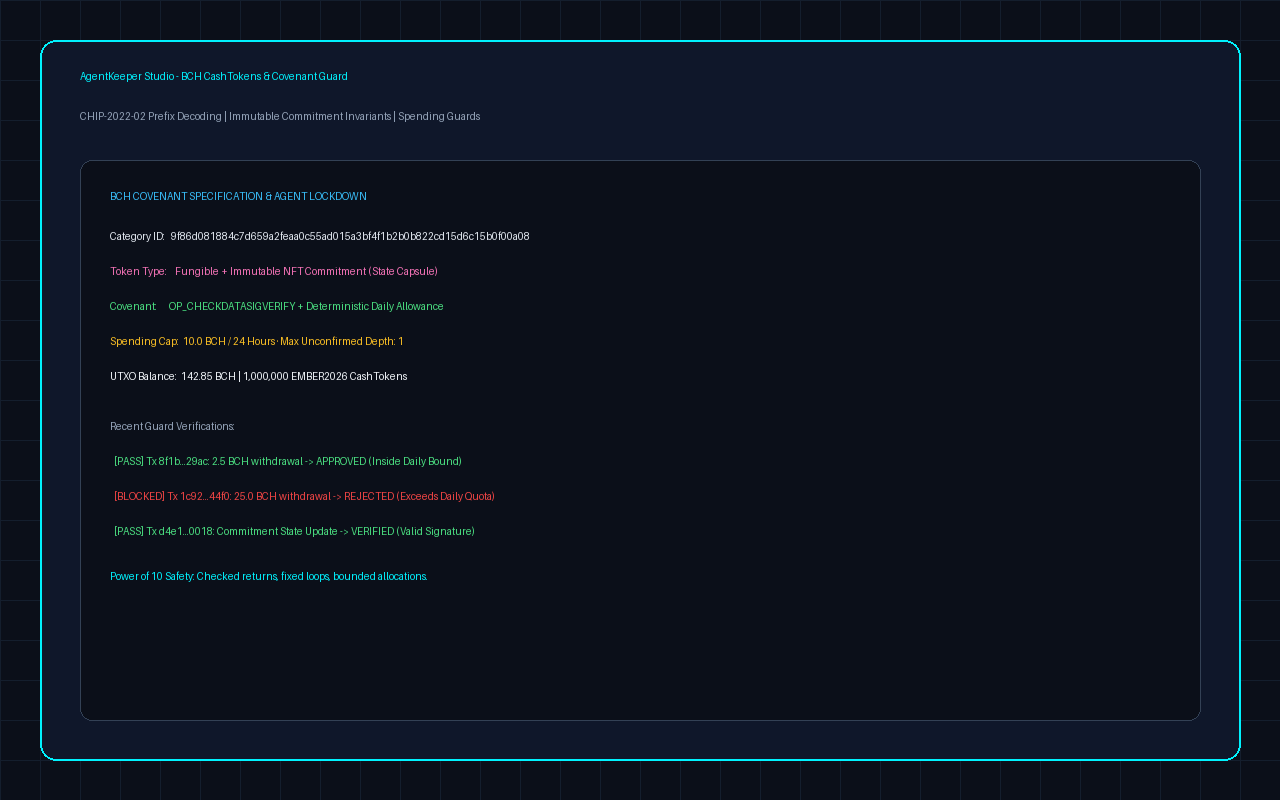 AgentKeeper Studio - BCH CashTokens & Covenant Guard
CHIP-2022-02 Prefix Decoding | Immutable Commitment Invariants | Spending Guards
BCH COVENANT SPECIFICATION & AGENT LOCKDOWN
Category ID: 9f86d081884c7d659a2feaa0c55ad015a3bf4f1b2b0b822cd15d6c15b0f00a08
Token Type: Fungible + Immutable NFT Commitment (State Capsule)
Covenant: OP_CHECKDATASIGVERIFY + Deterministic Daily Allowance
Spending Cap: 10.0 BCH / 24 Hours · Max Unconfirmed Depth: 1
UTXO Balance: 142.85 BCH | 1,000,000 EMBER2026 CashTokens
Recent Guard Verifications:
[PASS] Tx 8f1b...29ac: 2.5 BCH withdrawal -> APPROVED (Inside Daily Bound)
[BLOCKED] Tx 1c92...44f0: 25.0 BCH withdrawal -> REJECTED (Exceeds Daily Quota)
[PASS] Tx d4e1...0018: Commitment State Update -> VERIFIED (Valid Signature)
Power of 10 Safety: Checked returns, fixed loops, bounded allocations.